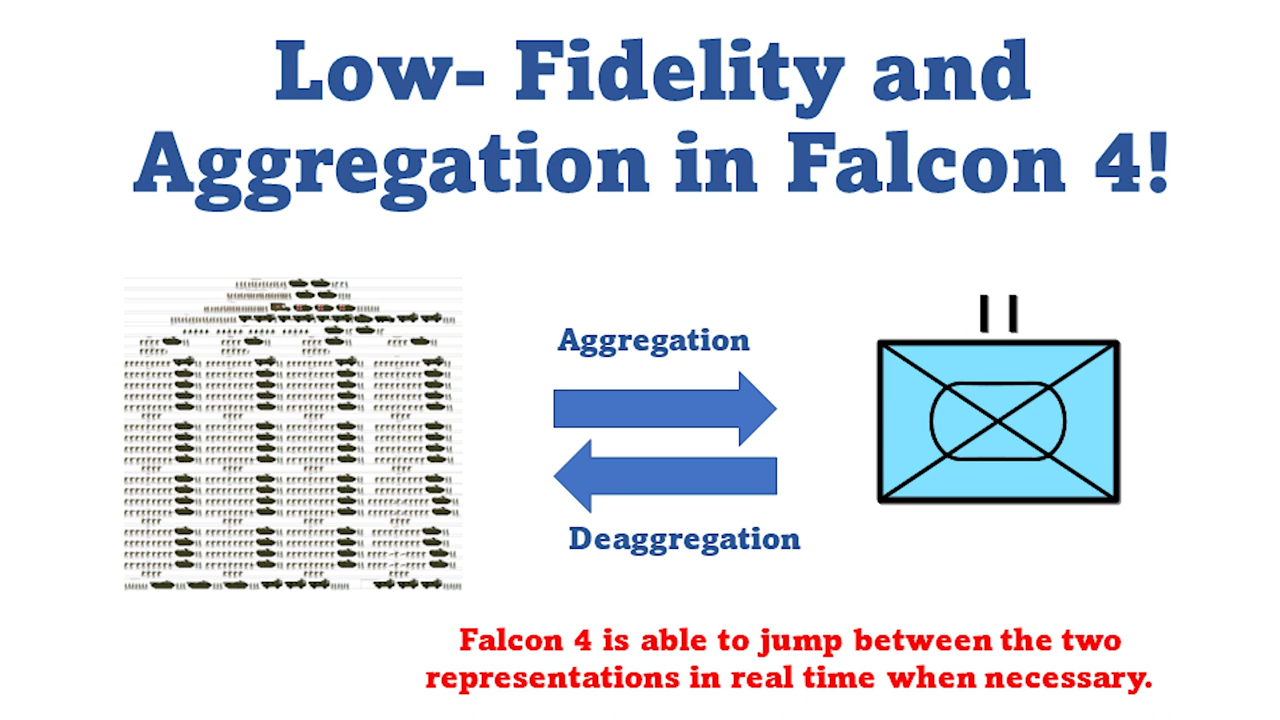 Low- Fidelity and
Aggregation in Falcon 4!
Aggregation
Deaggregation
Falcon 4 is able to jump between the two
representations in real time when necessary.